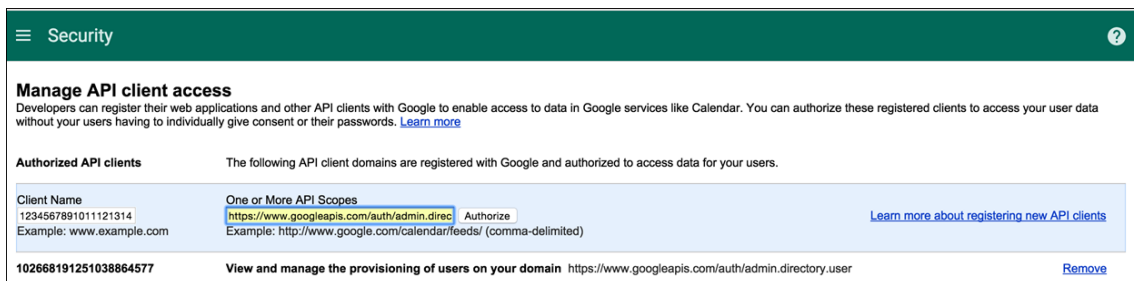 Security
Manage API client access
Developers can register their web applications and other API clients with Google to enable access to data in Google services like Calendar. You can authorize these registered clients to access your user data
without your users having to individually give consent or their passwords. Learn more
Authorized API clients The following API client domains are registered with Google and authorized to access data for your users.
Client Name One or More API Scopes
1234567891011121314 https://www.googleapis.com/auth/admin.direc Authorize Learn more about registering new API clients
Example: www.example.com Example: http://www.google.com/calendar/feeds/ (comma-delimited)
102668191251038864577 View and manage the provisioning of users on your domain https://www.googleapis.com/auth/admin.directory.user Remove